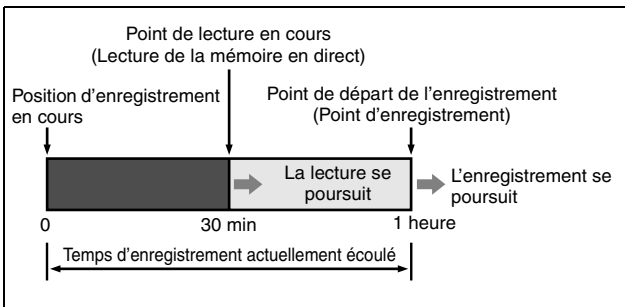 Point de lecture en cours
(Lecture de la mémoire en direct)
Position d’enregistrement
en cours
Point de départ de l’enregistrement
(Point d’enregistrement)
La lecture se
poursuit
L’enregistrement se
poursuit
0
30 min
1 heure
Temps d’enregistrement actuellement écoulé